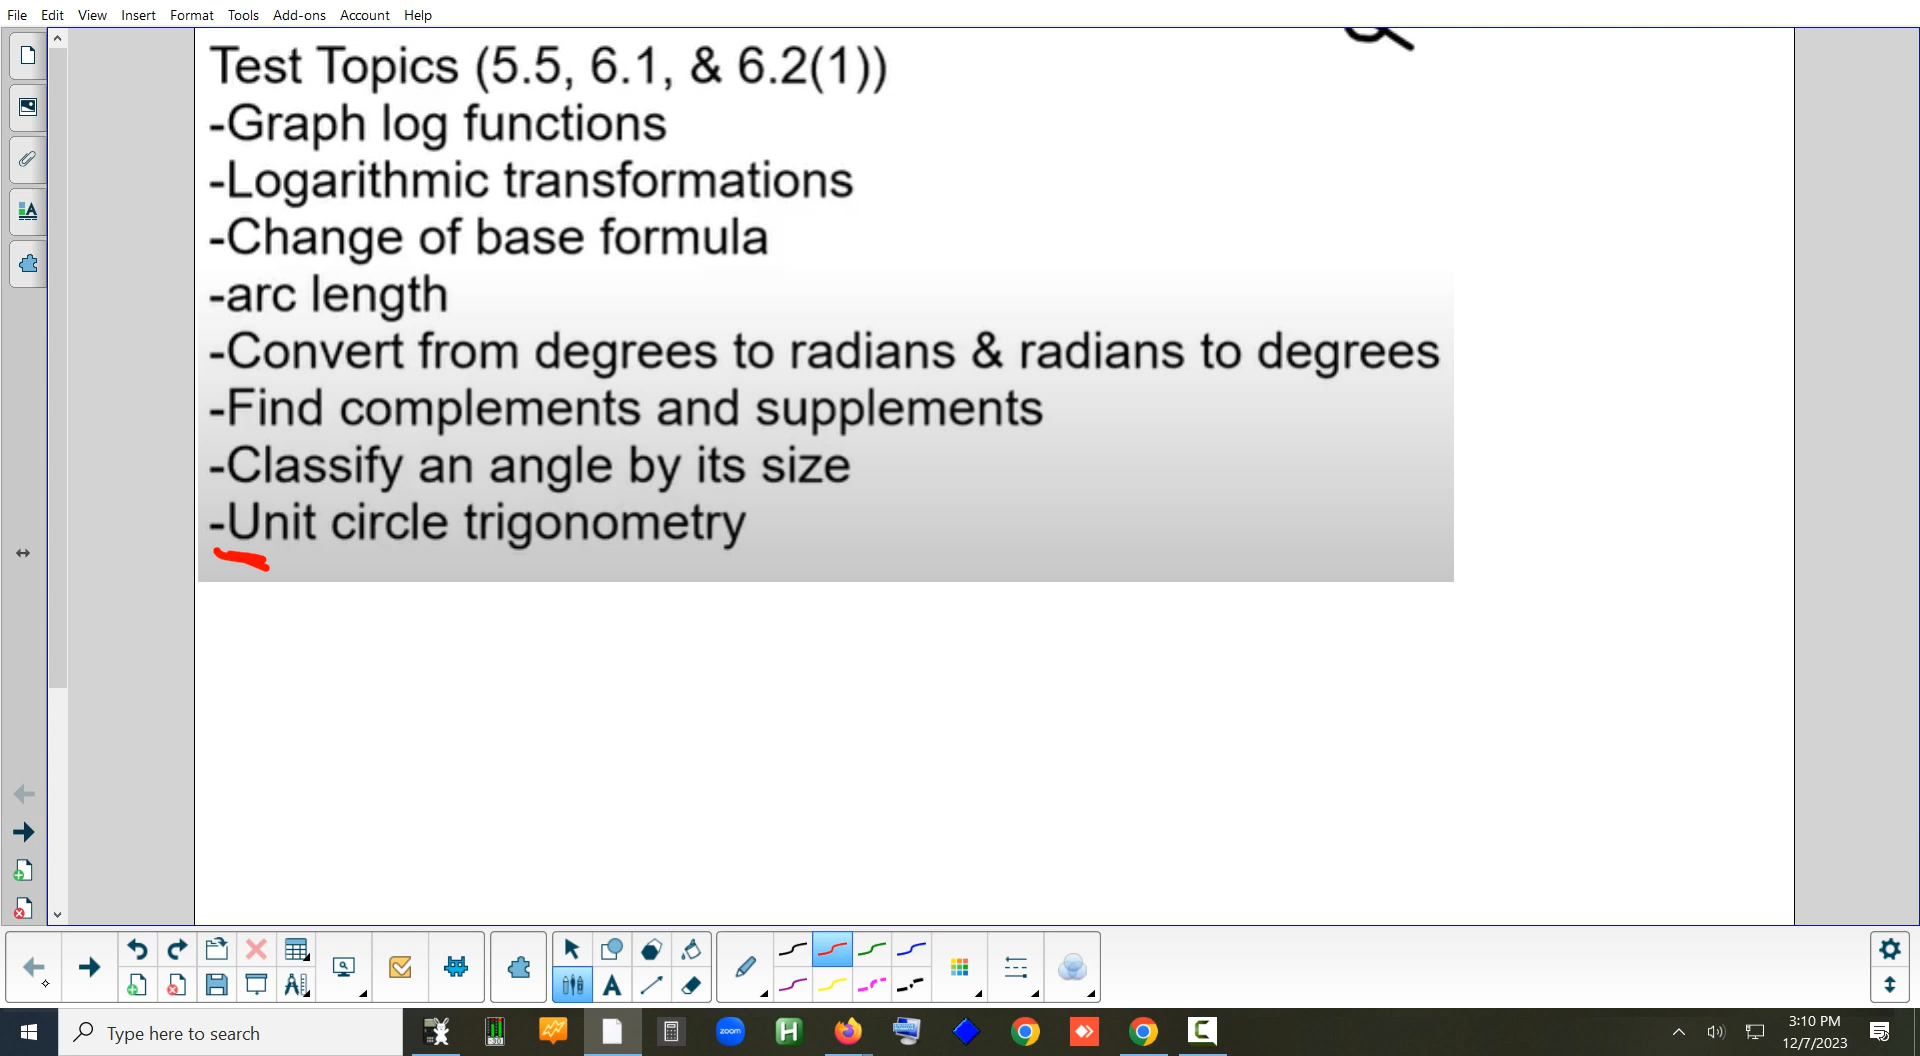 File Edit View Insert Format Tools Add-ons Account Help
Test Topics (5.5, 6.1, & 6.2(1))
-Graph log functions
-Logarithmic transformations
-Change of base formula
-arc length
-Convert from degrees to radians & radians to degrees
-Find complements and supplements
-Classify an angle by its size
-Unit circle trigonometry
Type here to search
zoom
H
3:10 PM
12/7/2023